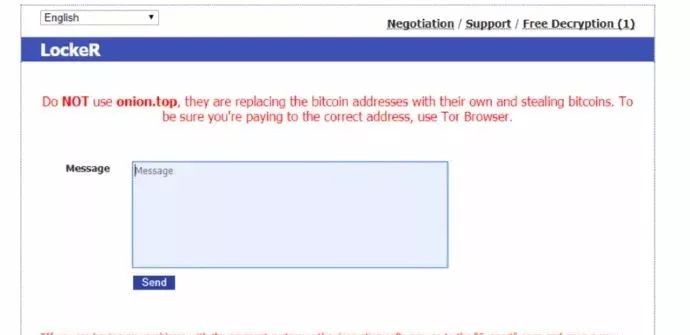 English
Negotiation / Support / Free Decryption (1)
LockeR
Do NOT use onion.top, they are replacing the bitcoin addresses with their own and stealing bitcoins. To
be sure you're paying to the correct address, use Tor Browser.
Message
Message
Send